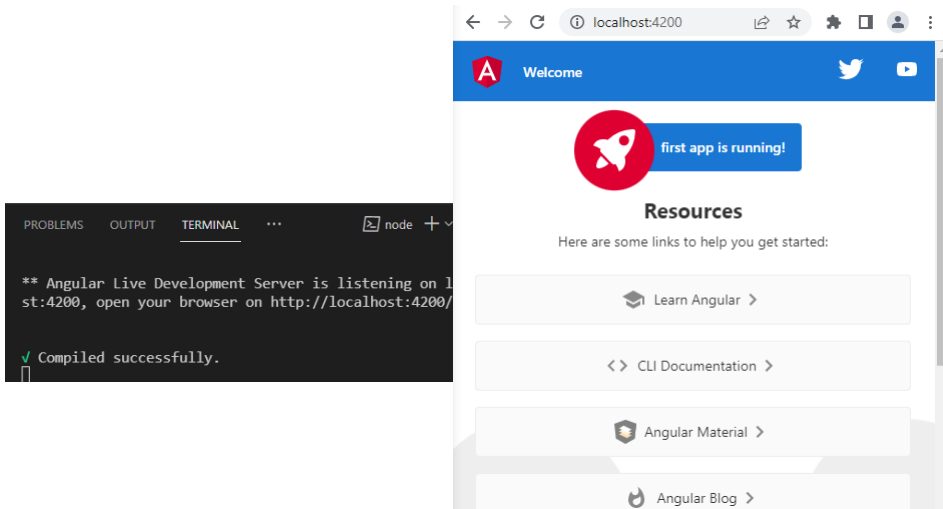 PROBLEMS OUTPUT TERMINAL ... node
** Angular Live Development Server is listening on l
st:4200, open your browser on http://localhost:4200/
√ Compiled successfully.
localhost:4200
Welcome
first app is running!
Resources
Here are some links to help you get started:
Learn Angular
CLI Documentation
Angular Material
Angular Blog